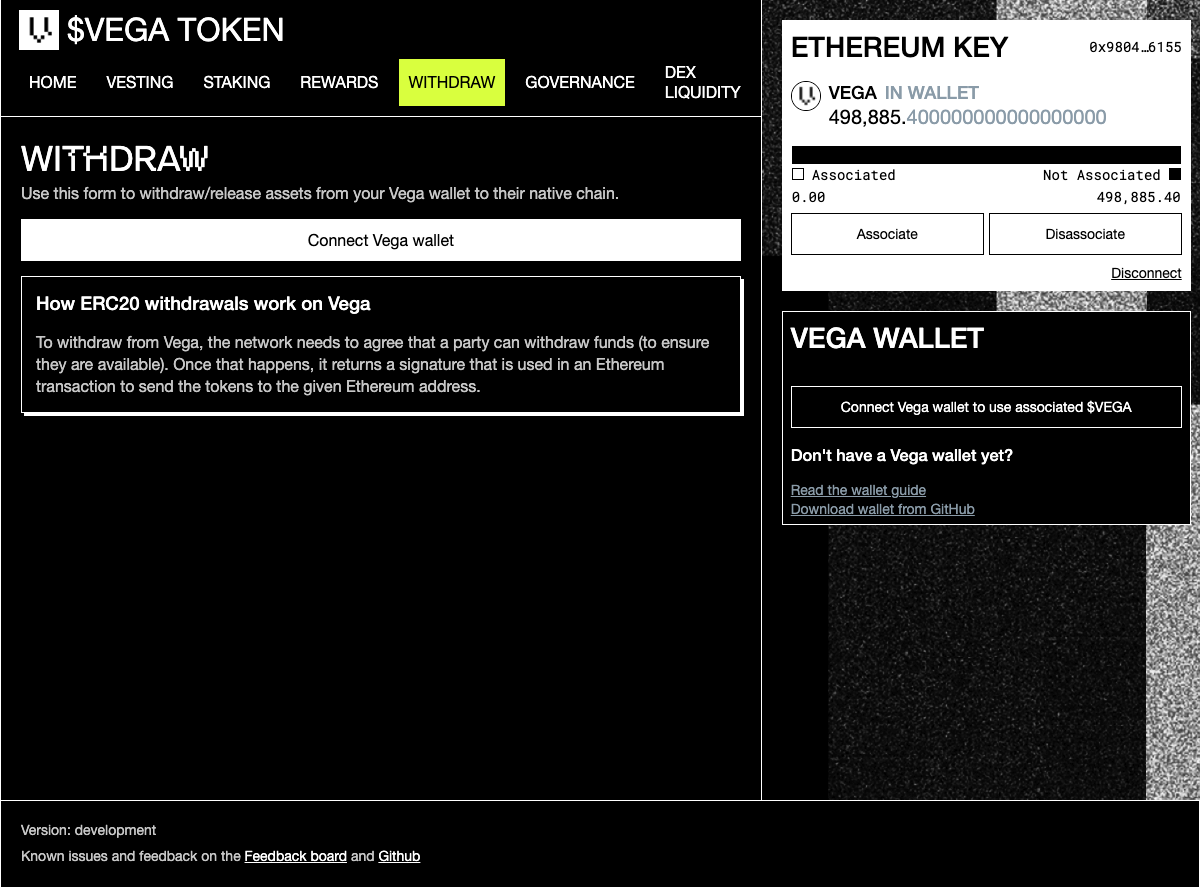 $VEGA TOKEN
HOME VESTING STAKING REWARDS WITHDRAW GOVERNANCE DEX LIQUIDITY
WITHDRAW
Use this form to withdraw/release assets from your Vega wallet to their native chain.
Connect Vega wallet
How ERC20 withdrawals work on Vega
To withdraw from Vega, the network needs to agree that a party can withdraw funds (to ensure
they are available). Once that happens, it returns a signature that is used in an Ethereum
transaction to send the tokens to the given Ethereum address.
ETHEREUM KEY 0x9804…6155
VEGA IN WALLET
498,885.400000000000000000
Associated Not Associated
0.00 498,885.40
Associate Disassociate
Disconnect
VEGA WALLET
Connect Vega wallet to use associated $VEGA
Don't have a Vega wallet yet?
Read the wallet guide
Download wallet from GitHub
Version: development
Known issues and feedback on the Feedback board and Github